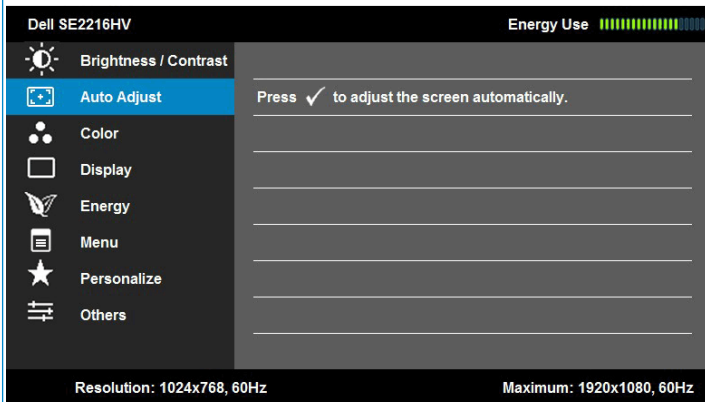 Dell SE2216HV Energy Use
Brightness / Contrast
Auto Adjust Press ✓ to adjust the screen automatically.
Color
Display
Energy
Menu
Personalize
Others
Resolution: 1024x768, 60Hz Maximum: 1920x1080, 60Hz